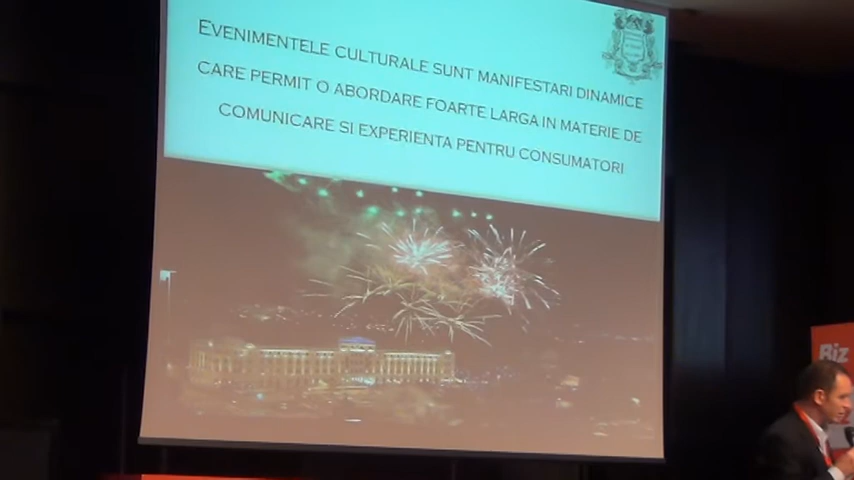 EVENIMENTELE CULTURALE SUNT MANIFESTARI DINAMICE
CARE PERMIT O ABORDARE FOARTE LARGA IN MATERIE DE
COMUNICARE SI EXPERIENTA PENTRU CONSUMATORI
Biz